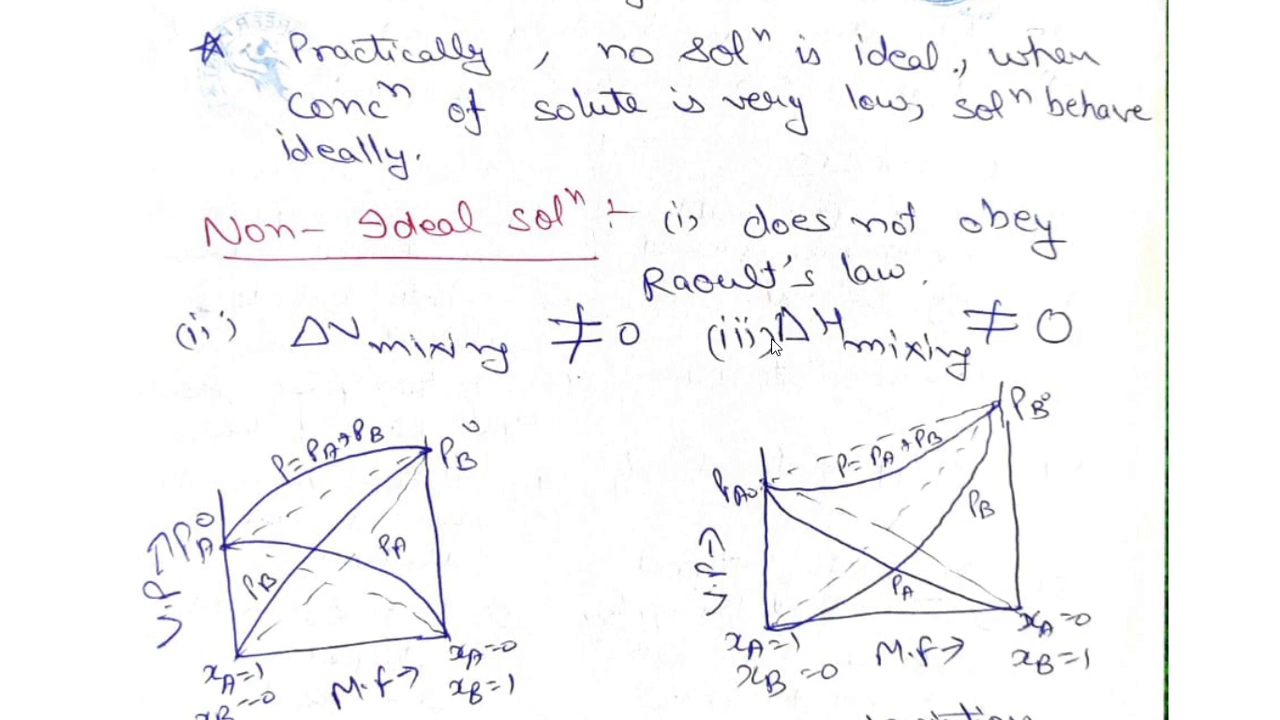 ☆ Practically, no solⁿ is ideal, when
concⁿ of solute is very low, solⁿ behave
ideally.
Non-Ideal solⁿ :- (i) does not obey
Raoult's law.
(ii) ΔV mixing ≠ 0 (iii) ΔH mixing ≠ 0
P = PA + PB
PB°
PA°
V.P →
PB
PA
xA=1
xB=0
M.f →
xA=0
xB=1
PB°
P = PA + PB
PA°
V.P →
PB
PA
xA=1
xB=0
M.f →
xA=0
xB=1